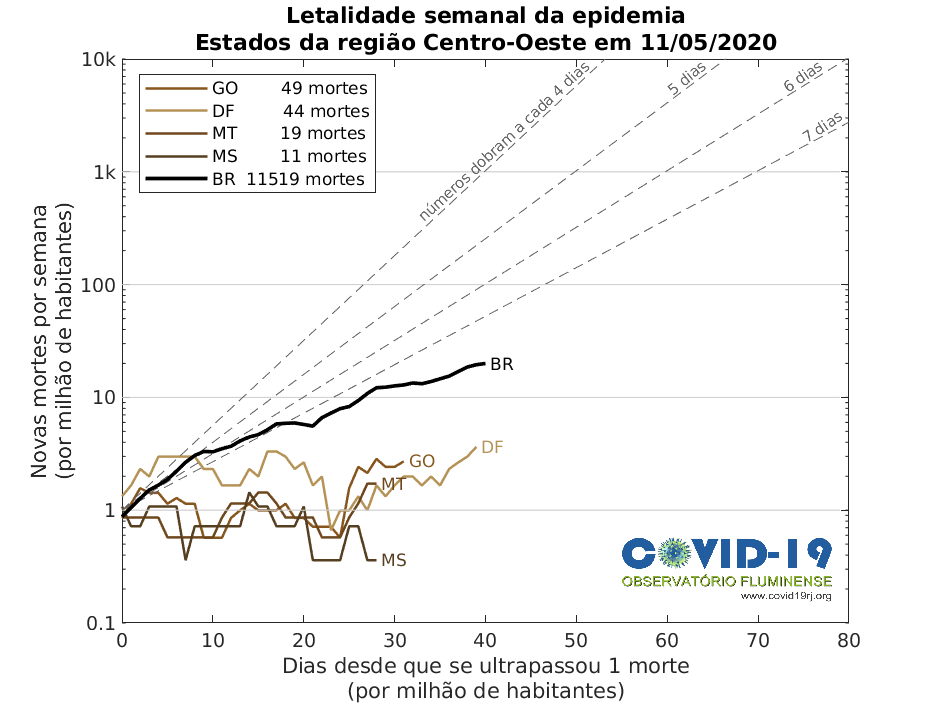 Letalidade semanal da epidemia
Estados da região Centro-Oeste em 11/05/2020
10k
1k
100
10
1
0.1
Novas mortes por semana
(por milhão de habitantes)
GO 49 mortes
DF 44 mortes
MT 19 mortes
MS 11 mortes
BR 11519 mortes
números dobram a cada 4 dias
5 dias
6 dias
7 dias
BR
DF
GO
MT
MS
COVID-19
OBSERVATÓRIO FLUMINENSE
www.covid19rj.org
0 10 20 30 40 50 60 70 80
Dias desde que se ultrapassou 1 morte
(por milhão de habitantes)